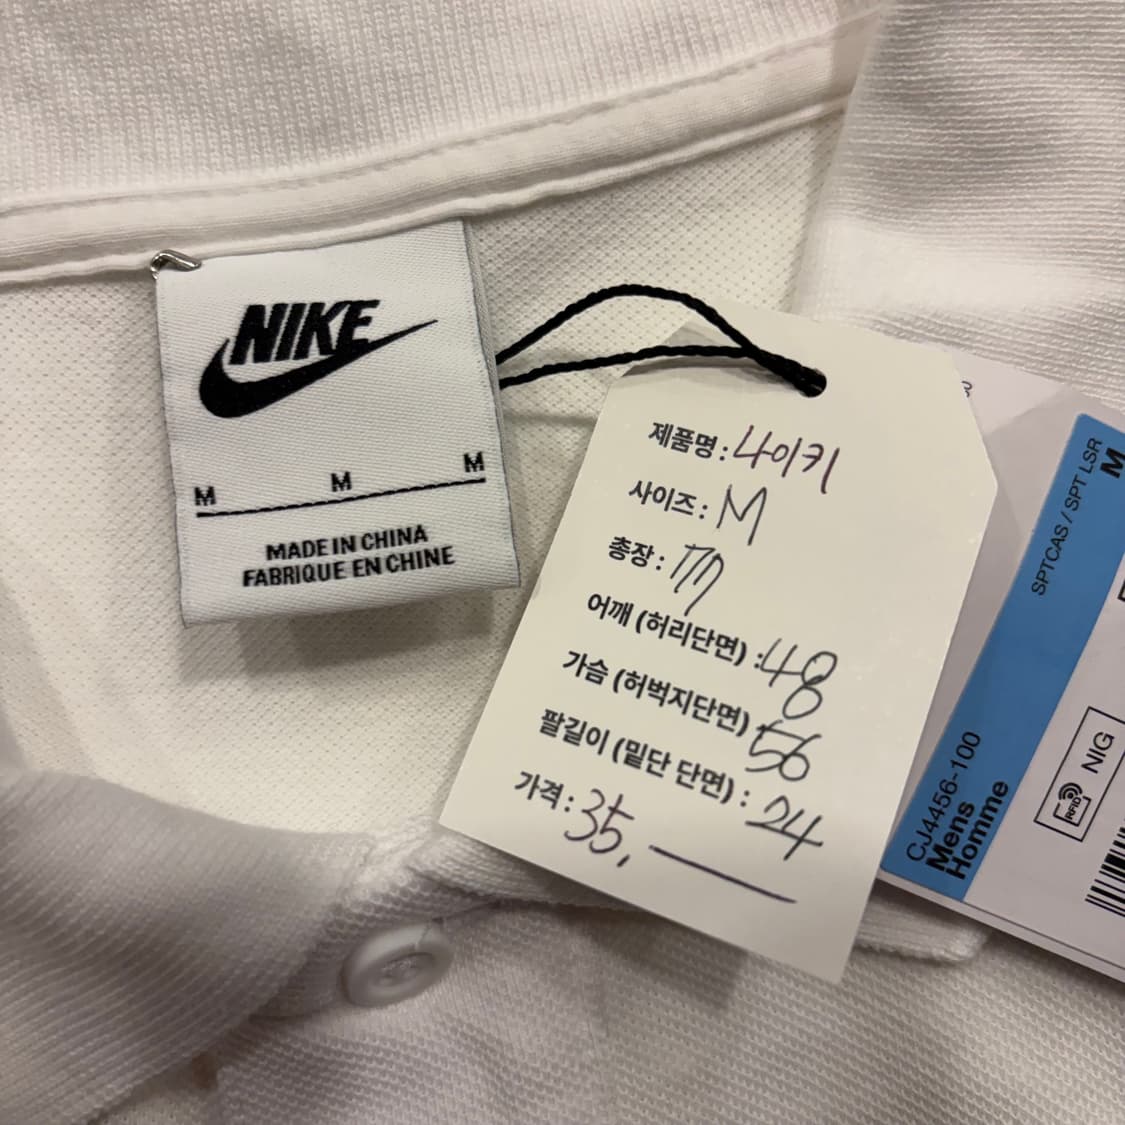 NIKE
M M M
MADE IN CHINA
FABRIQUE EN CHINE
제품명: 나이키
사이즈: M
총장: 77
어깨 (허리단면) : 48
가슴 (허벅지단면) : 56
팔길이 (밑단 단면) : 24
가격: 35,
SPTCAS / SPT LSR
M
CJ4456-100
Mens
Homme
RFID
NIG